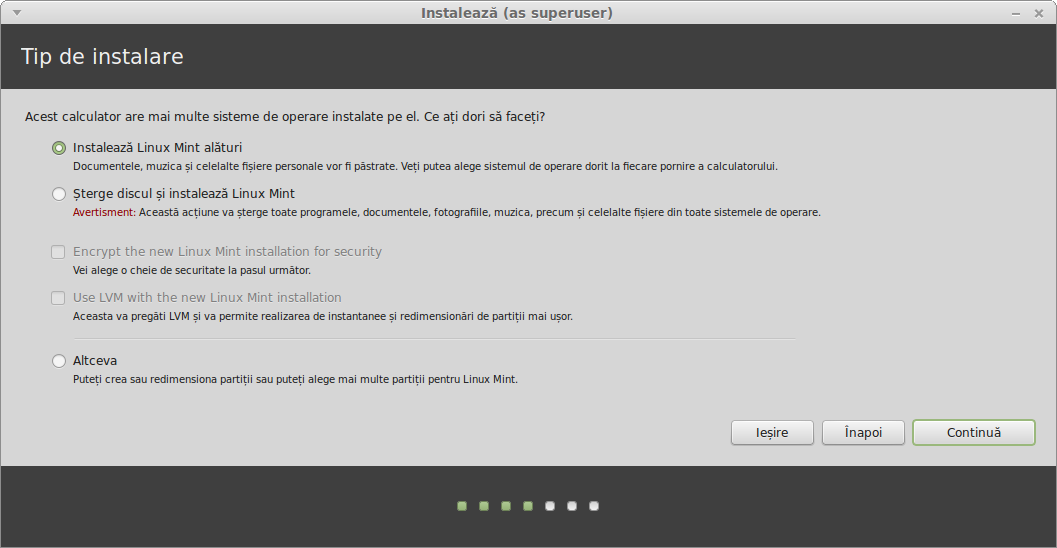 Instalează (as superuser)
Tip de instalare
Acest calculator are mai multe sisteme de operare instalate pe el. Ce ați dori să faceți?
Instalează Linux Mint alături
Documentele, muzica și celelalte fișiere personale vor fi păstrate. Veți putea alege sistemul de operare dorit la fiecare pornire a calculatorului.
Șterge discul și instalează Linux Mint
Avertisment: Această acțiune va șterge toate programele, documentele, fotografiile, muzica, precum și celelalte fișiere din toate sistemele de operare.
Encrypt the new Linux Mint installation for security
Vei alege o cheie de securitate la pasul următor.
Use LVM with the new Linux Mint installation
Aceasta va pregăti LVM și va permite realizarea de instantanee și redimensionări de partiții mai ușor.
Altceva
Puteți crea sau redimensiona partiții sau puteți alege mai multe partiții pentru Linux Mint.
Ieșire
Înapoi
Continuă